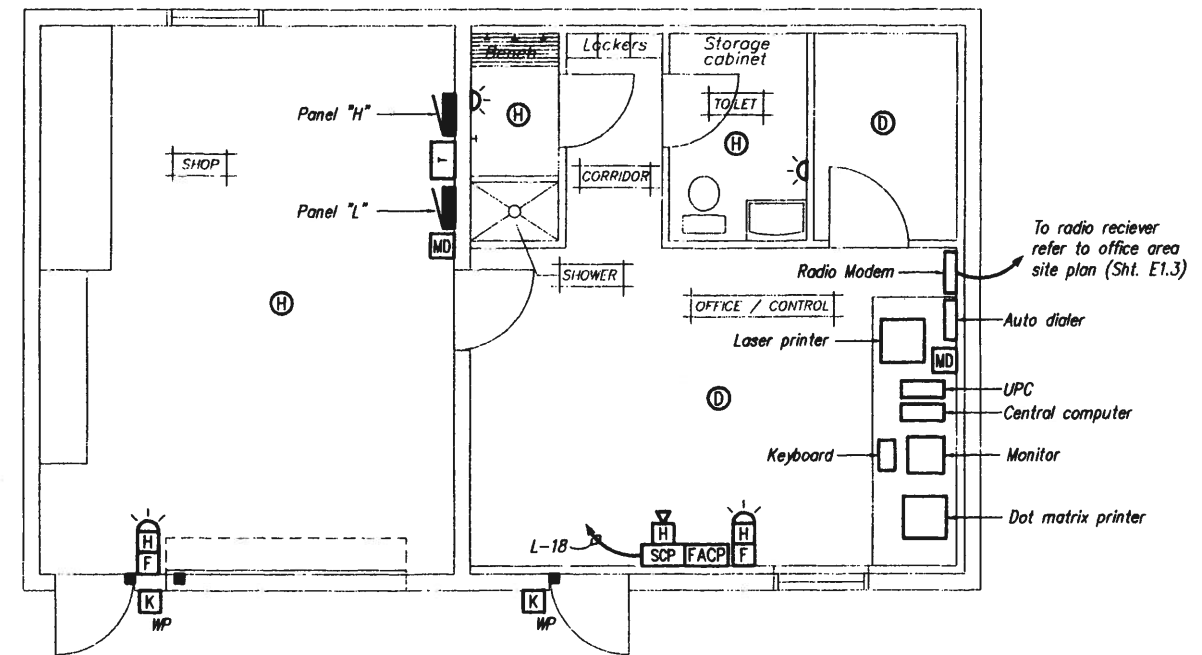 Bench
Lockers
Storage
cabinet
Panel "H"
H
TOILET
D
H
SHOP
T
CORRIDOR
Panel "L"
MD
SHOWER
To radio reciever
refer to office area
site plan (Sht. E1.3)
Radio Modem
H
OFFICE / CONTROL
Auto dialer
Laser printer
MD
D
UPC
Central computer
Keyboard
Monitor
Dot matrix printer
H
F
L-18
H
SCP
FACP
H
F
K
WP
K
WP